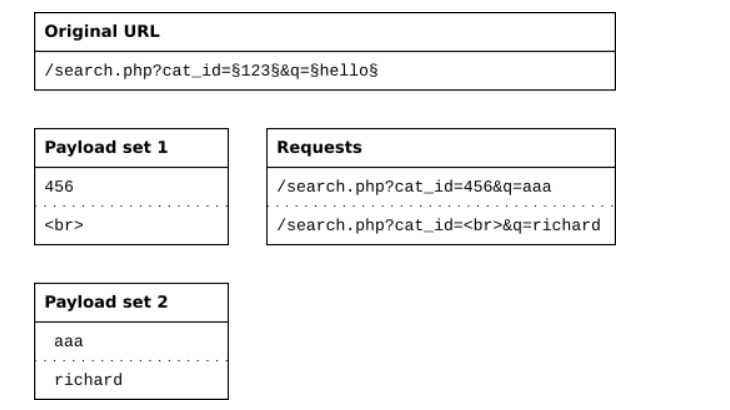 Original URL
/search.php?cat_id=§123§&q=§hello§
Payload set 1
456
<br>
Requests
/search.php?cat_id=456&q=aaa
/search.php?cat_id=<br>&q=richard
Payload set 2
aaa
richard